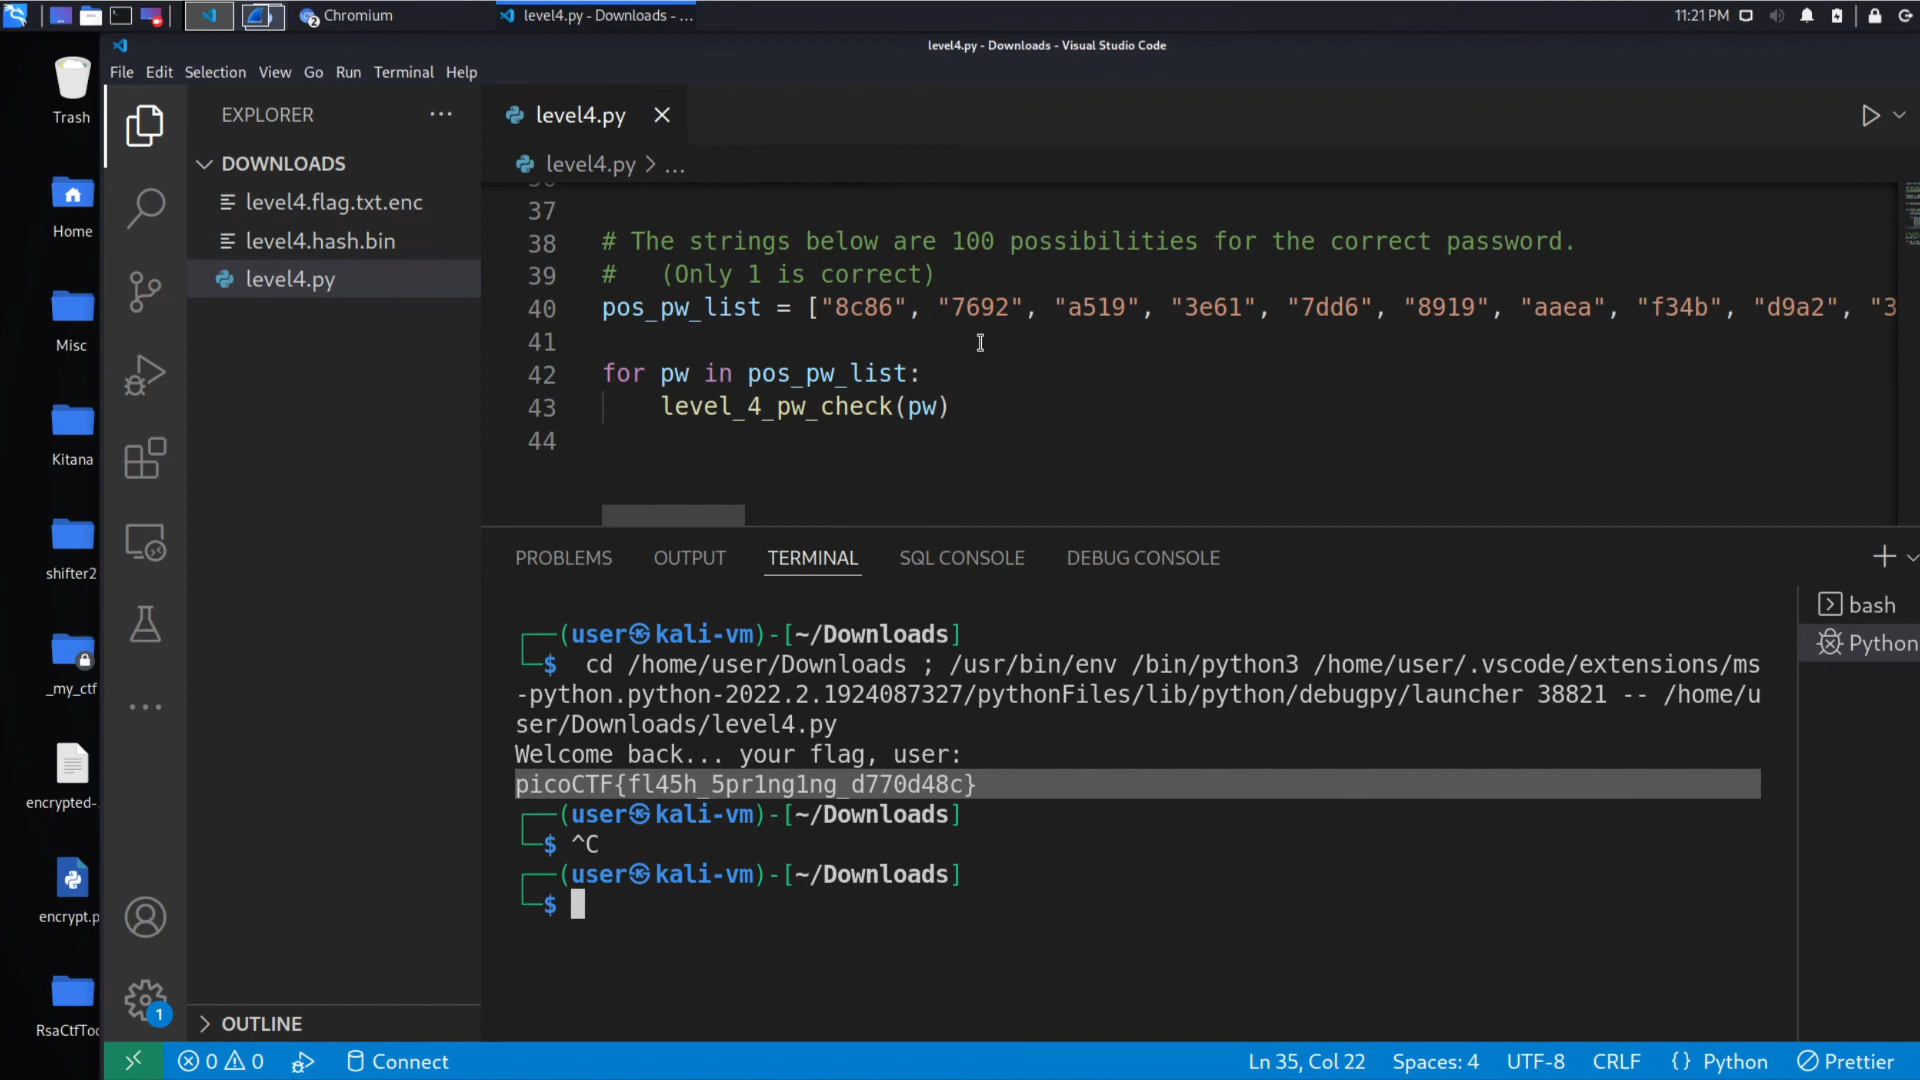 2 Chromium
level4.py - Downloads - ...
11:21 PM
level4.py - Downloads - Visual Studio Code
File Edit Selection View Go Run Terminal Help
Trash
Home
Misc
Kitana
shifter2
_my_ctf
encrypted-
encrypt.p
RsaCtfToo
EXPLORER ...
DOWNLOADS
level4.flag.txt.enc
level4.hash.bin
level4.py
OUTLINE
1
level4.py
level4.py > ...
36
37
38 # The strings below are 100 possibilities for the correct password.
39 #   (Only 1 is correct)
40 pos_pw_list = ["8c86", "7692", "a519", "3e61", "7dd6", "8919", "aaea", "f34b", "d9a2", "3
41
42 for pw in pos_pw_list:
43     level_4_pw_check(pw)
44
PROBLEMS OUTPUT TERMINAL SQL CONSOLE DEBUG CONSOLE
bash
Python
┌──(user㉿kali-vm)-[~/Downloads]
└─$  cd /home/user/Downloads ; /usr/bin/env /bin/python3 /home/user/.vscode/extensions/ms
-python.python-2022.2.1924087327/pythonFiles/lib/python/debugpy/launcher 38821 -- /home/u
ser/Downloads/level4.py
Welcome back... your flag, user:
picoCTF{fl45h_5pr1ng1ng_d770d48c}
┌──(user㉿kali-vm)-[~/Downloads]
└─$ ^C
┌──(user㉿kali-vm)-[~/Downloads]
└─$
0 0 Connect Ln 35, Col 22 Spaces: 4 UTF-8 CRLF {} Python Prettier